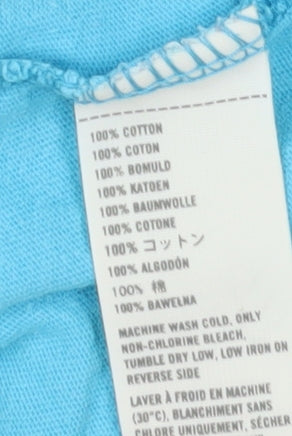 100% COTTON
100% COTON
100% BOMULD
100% KATOEN
100% BAUMWOLLE
100% COTONE
100% コットン
100% ALGODÓN
100% 棉
100% BAWELNA
MACHINE WASH COLD, ONLY
NON-CHLORINE BLEACH,
TUMBLE DRY LOW, LOW IRON ON
REVERSE SIDE
LAVER À FROID EN MACHINE
(30°C), BLANCHIMENT SANS
CHLORE UNIQUEMENT, SÉCHER